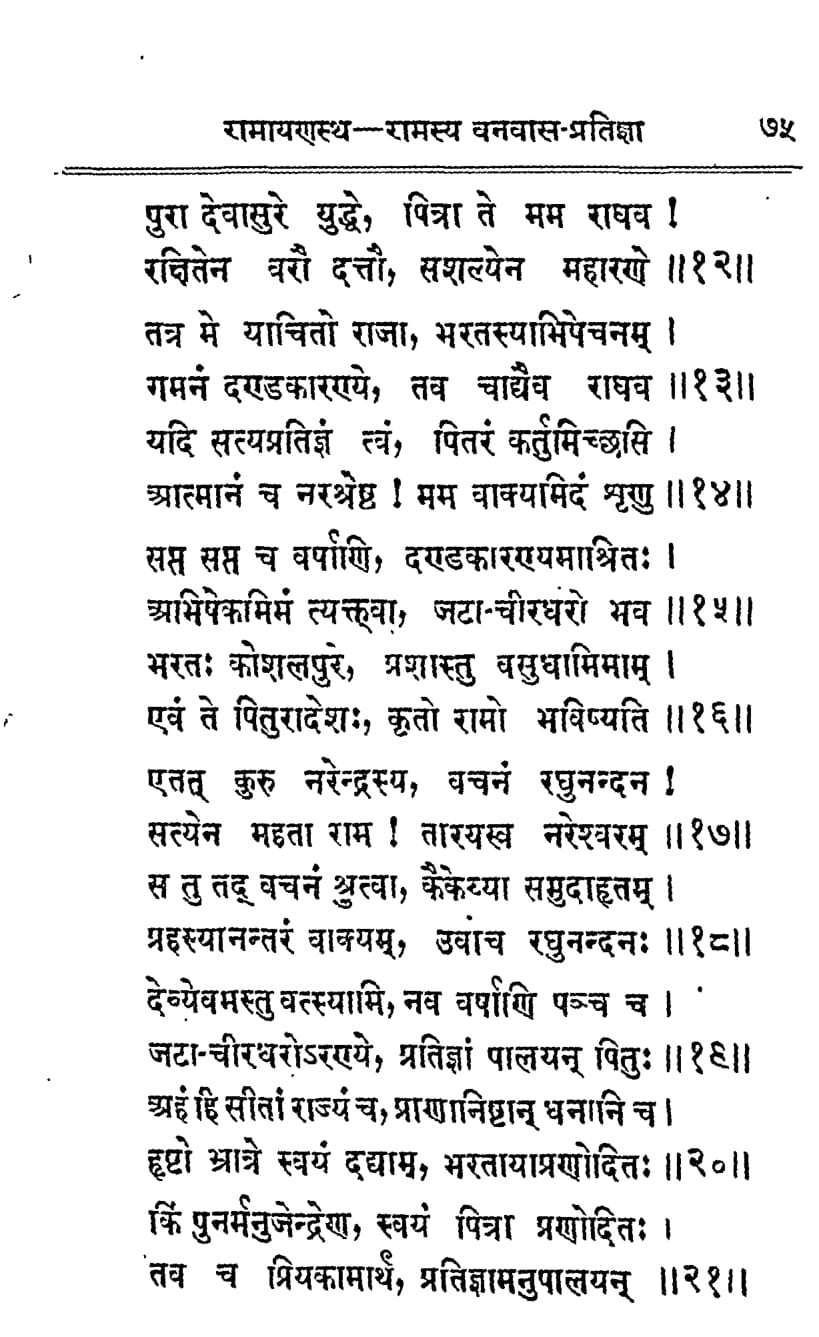 रामायणस्थ—रामस्य वनवास-प्रतिज्ञा ७५
पुरा देवासुरे युद्धे, पित्रा ते मम राघव !
रक्षितेन वरौ दत्तौ, सशल्येन महारणे ॥१२॥
तत्र मे याचितो राजा, भरतस्याभिषेचनम् ।
गमनं दण्डकारण्ये, तव चाद्यैव राघव ॥१३॥
यदि सत्यप्रतिज्ञं त्वं, पितरं कर्तुमिच्छसि ।
आत्मानं च नरश्रेष्ठ ! मम वाक्यमिदं शृणु ॥१४॥
सप्त सप्त च वर्षाणि, दण्डकारण्यमाश्रितः ।
अभिषेकमिमं त्यक्त्वा, जटा-चीरधरो भव ॥१५॥
भरतः कोशलपुरे, प्रशास्तु वसुधामिमाम् ।
एवं ते पितुरादेशः, कृतो रामो भविष्यति ॥१६॥
एतत् कुरु नरेन्द्रस्य, वचनं रघुनन्दन !
सत्येन महता राम ! तारयस्व नरेश्वरम् ॥१७॥
स तु तद् वचनं श्रुत्वा, कैकेय्या समुदाहृतम् ।
प्रहस्यानन्तरं वाक्यम्, उवाच रघुनन्दनः ॥१८॥
देव्येवमस्तु वत्स्यामि, नव वर्षाणि पञ्च च ।
जटा-चीरधरोऽरण्ये, प्रतिज्ञां पालयन् पितुः ॥१९॥
अहं हि सीतां राज्यं च, प्राणानिष्टान् धनानि च ।
हृष्टो भ्रात्रे स्वयं दद्याम्, भरतायाप्रणोदितः ॥२०॥
किं पुनर्मनुजेन्द्रेण, स्वयं पित्रा प्रणोदितः ।
तव च प्रियकामार्थं, प्रतिज्ञामनुपालयन् ॥२१॥